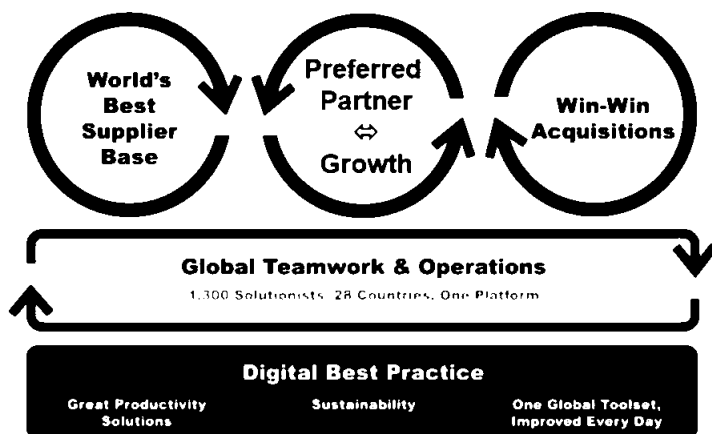 World's
Best
Supplier
Base
Preferred
Partner
⇔
Growth
Win-Win
Acquisitions
Global Teamwork & Operations
1,300 Solutionists, 28 Countries, One Platform
Digital Best Practice
Great Productivity
Solutions
Sustainability
One Global Toolset,
Improved Every Day